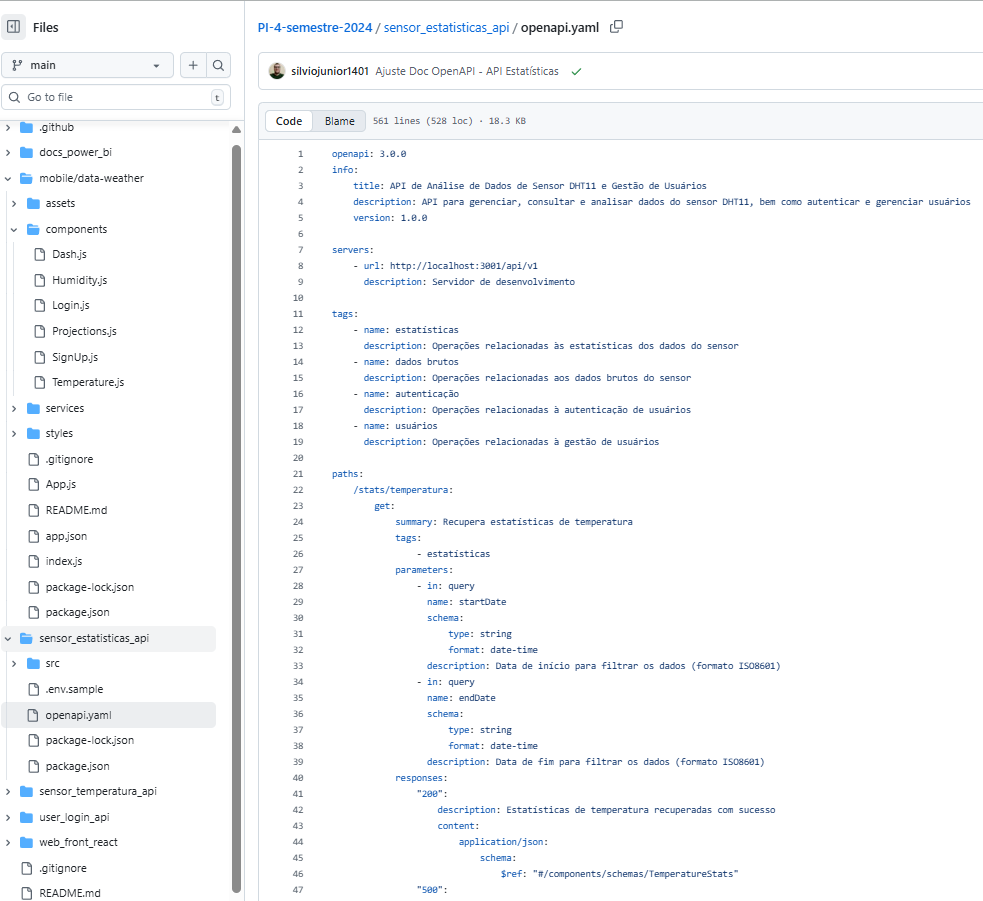 Files
main
Go to file
t
.github
docs_power_bi
mobile/data-weather
assets
components
Dash.js
Humidity.js
Login.js
Projections.js
SignUp.js
Temperature.js
services
styles
.gitignore
App.js
README.md
app.json
index.js
package-lock.json
package.json
sensor_estatisticas_api
src
.env.sample
openapi.yaml
package-lock.json
package.json
sensor_temperatura_api
user_login_api
web_front_react
.gitignore
README.md
PI-4-semestre-2024 / sensor_estatisticas_api / openapi.yaml
silviojunior1401 Ajuste Doc OpenAPI - API Estatísticas
Code Blame 561 lines (528 loc) · 18.3 KB
1 openapi: 3.0.0
2 info:
3 title: API de Análise de Dados de Sensor DHT11 e Gestão de Usuários
4 description: API para gerenciar, consultar e analisar dados do sensor DHT11, bem como autenticar e gerenciar usuários
5 version: 1.0.0
6
7 servers:
8 - url: http://localhost:3001/api/v1
9 description: Servidor de desenvolvimento
10
11 tags:
12 - name: estatísticas
13 description: Operações relacionadas às estatísticas dos dados do sensor
14 - name: dados brutos
15 description: Operações relacionadas aos dados brutos do sensor
16 - name: autenticação
17 description: Operações relacionadas à autenticação de usuários
18 - name: usuários
19 description: Operações relacionadas à gestão de usuários
20
21 paths:
22 /stats/temperatura:
23 get:
24 summary: Recupera estatísticas de temperatura
25 tags:
26 - estatísticas
27 parameters:
28 - in: query
29 name: startDate
30 schema:
31 type: string
32 format: date-time
33 description: Data de início para filtrar os dados (formato ISO8601)
34 - in: query
35 name: endDate
36 schema:
37 type: string
38 format: date-time
39 description: Data de fim para filtrar os dados (formato ISO8601)
40 responses:
41 "200":
42 description: Estatísticas de temperatura recuperadas com sucesso
43 content:
44 application/json:
45 schema:
46 $ref: "#/components/schemas/TemperatureStats"
47 "500":